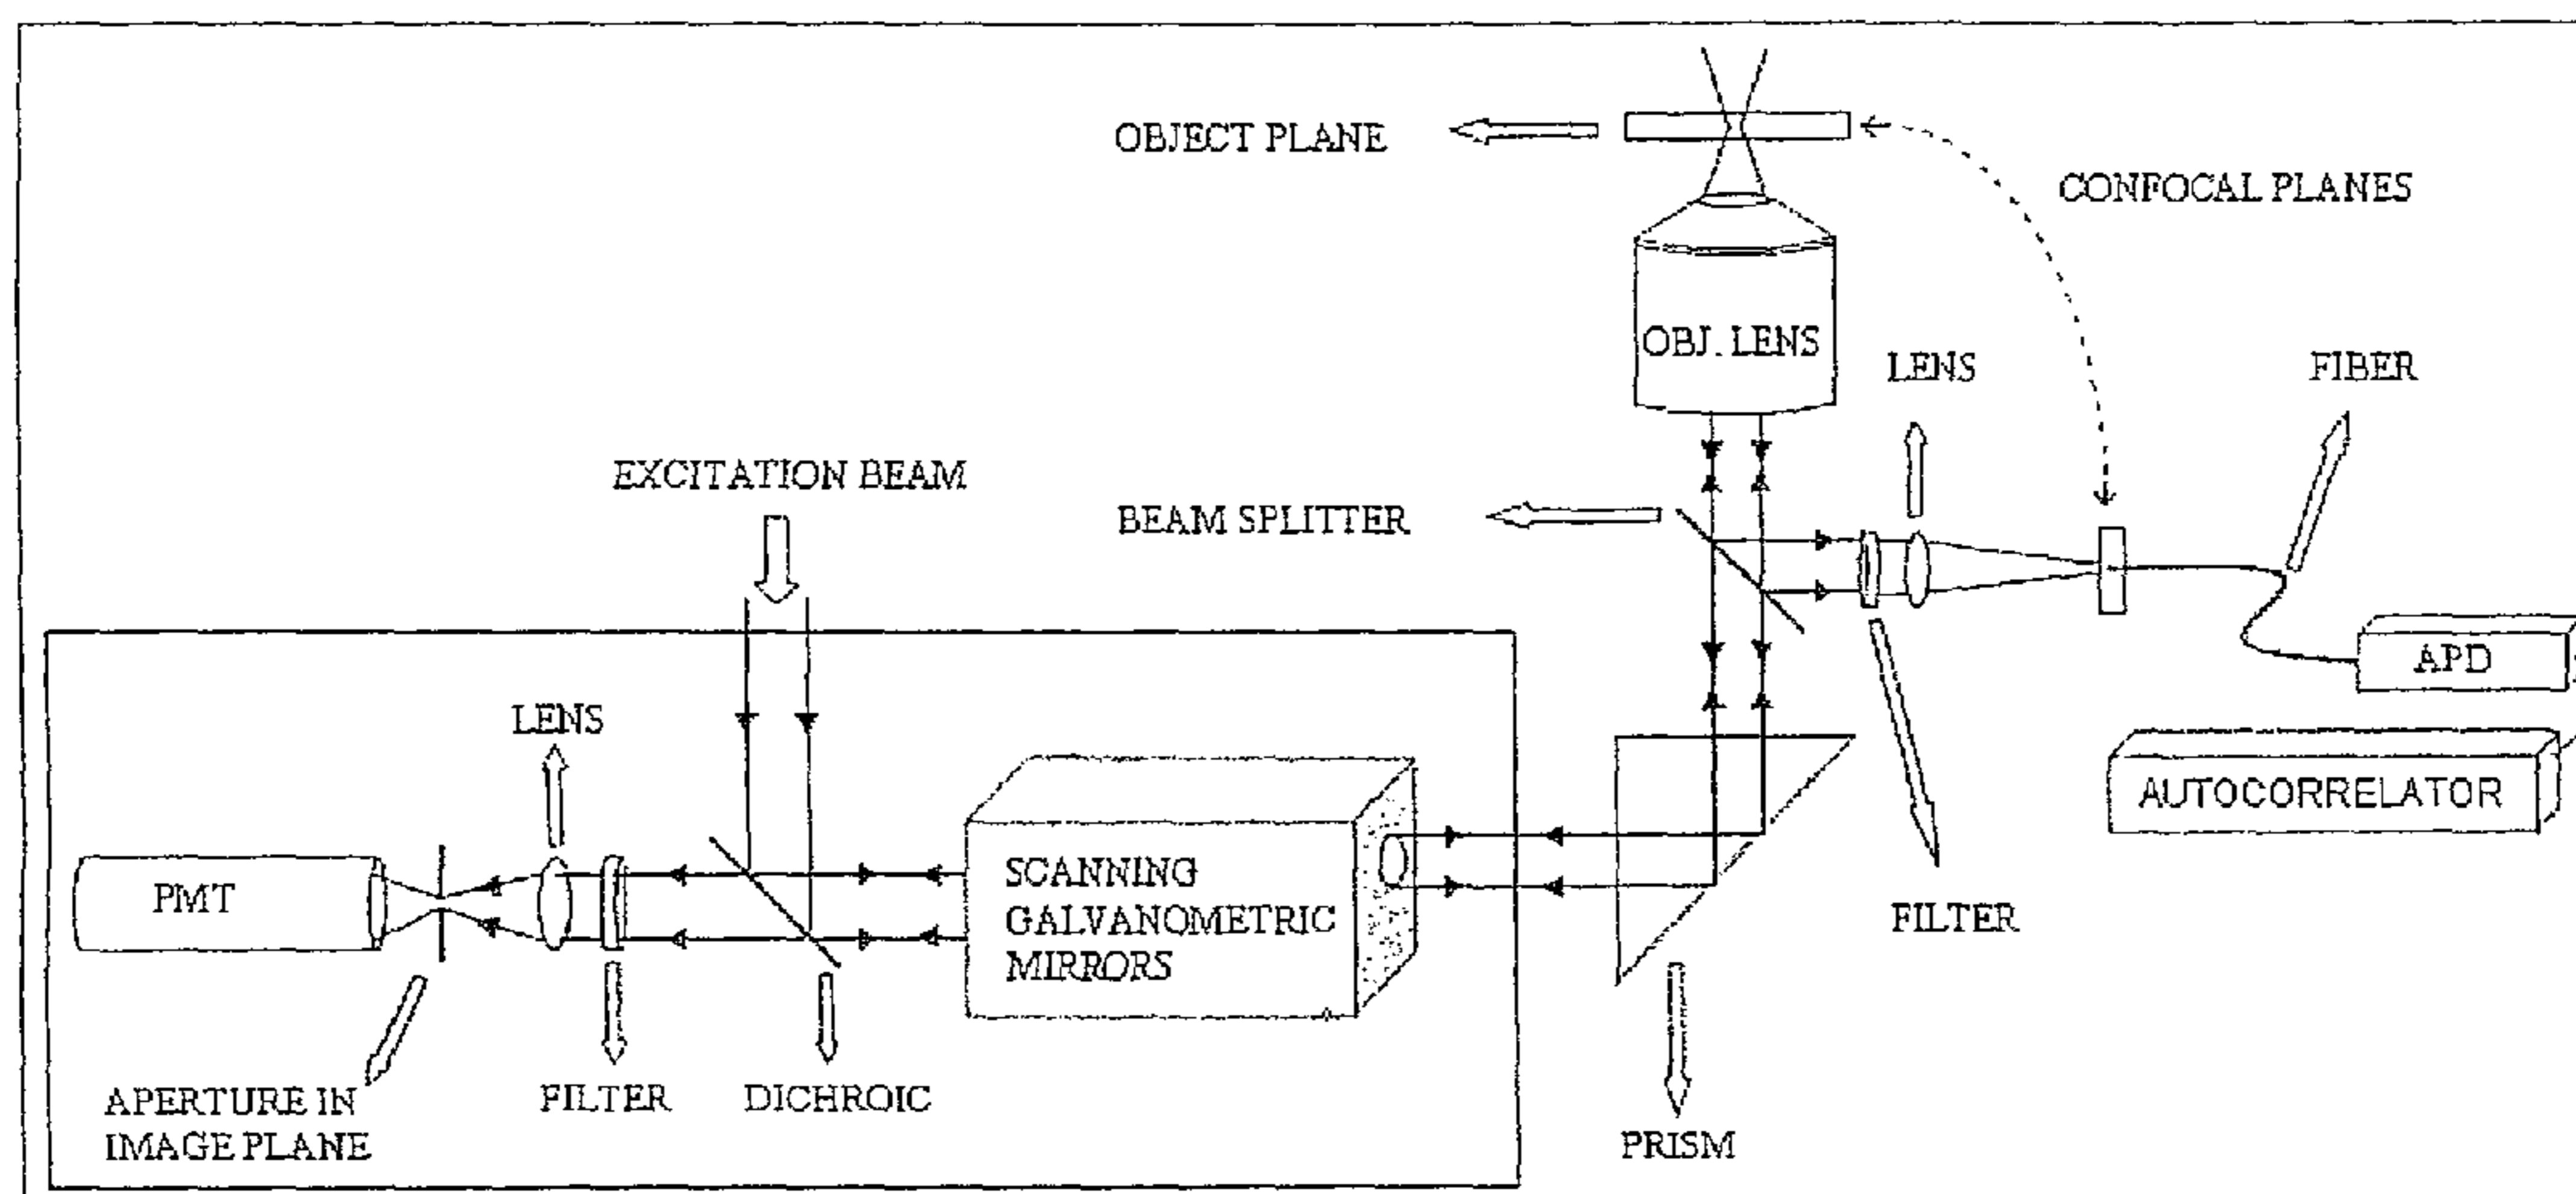 OBJECT PLANE
CONFOCAL PLANES
OBJ. LENS
LENS
FIBER
EXCITATION BEAM
BEAM SPLITTER
APD
LENS
AUTOCORRELATOR
PMT
SCANNING
GALVANOMETRIC
MIRRORS
FILTER
APERTURE IN
IMAGE PLANE
FILTER
DICHROIC
PRISM